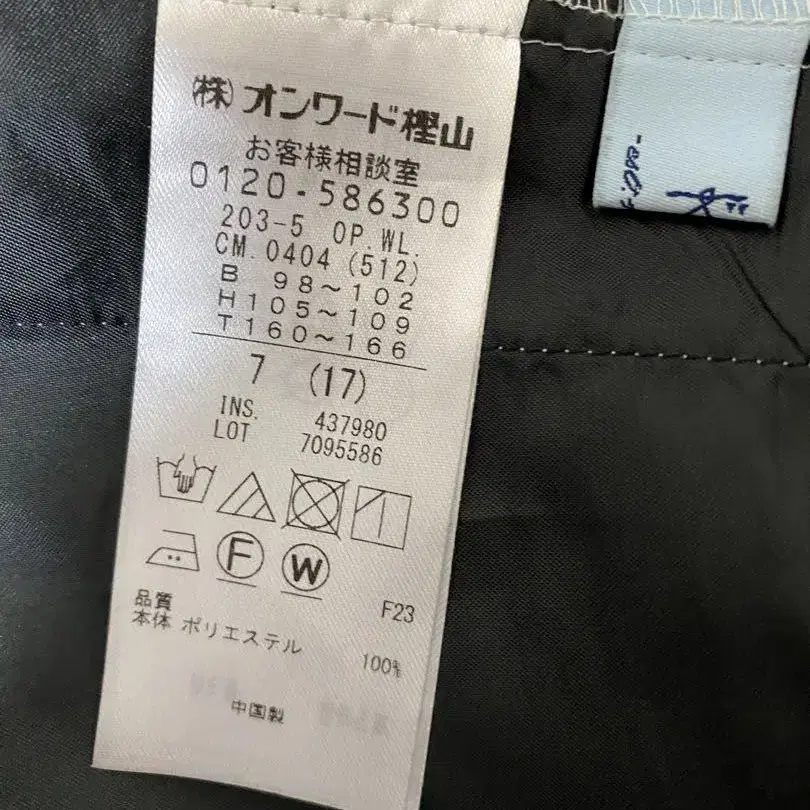 (株)オンワード樫山
お客様相談室
0120-586300
203-5 OP.WL.
CM.0404(512)
B 98～102
H105～109
T160～166
7 (17)
INS. 437980
LOT 7095586
F
W
F23
品質
本体 ポリエステル 100%
中国製